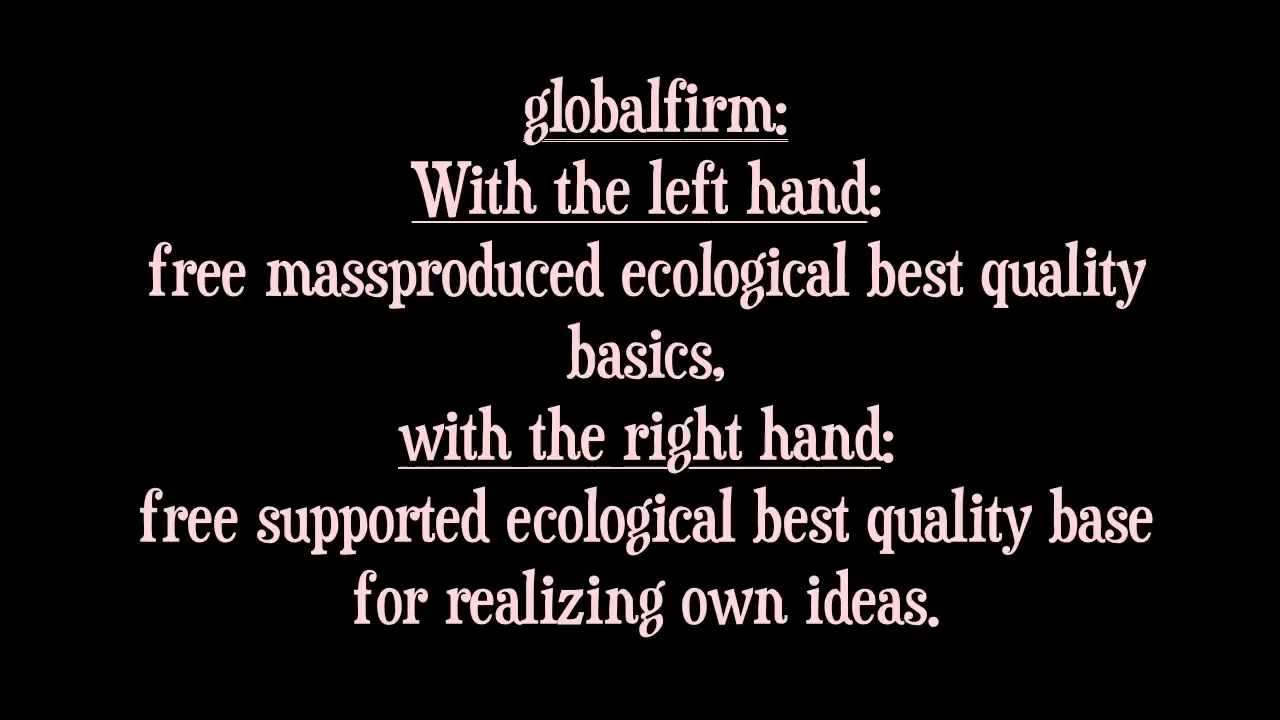 globalfirm:
With the left hand:
free massproduced ecological best quality
basics,
with the right hand:
free supported ecological best quality base
for realizing own ideas.